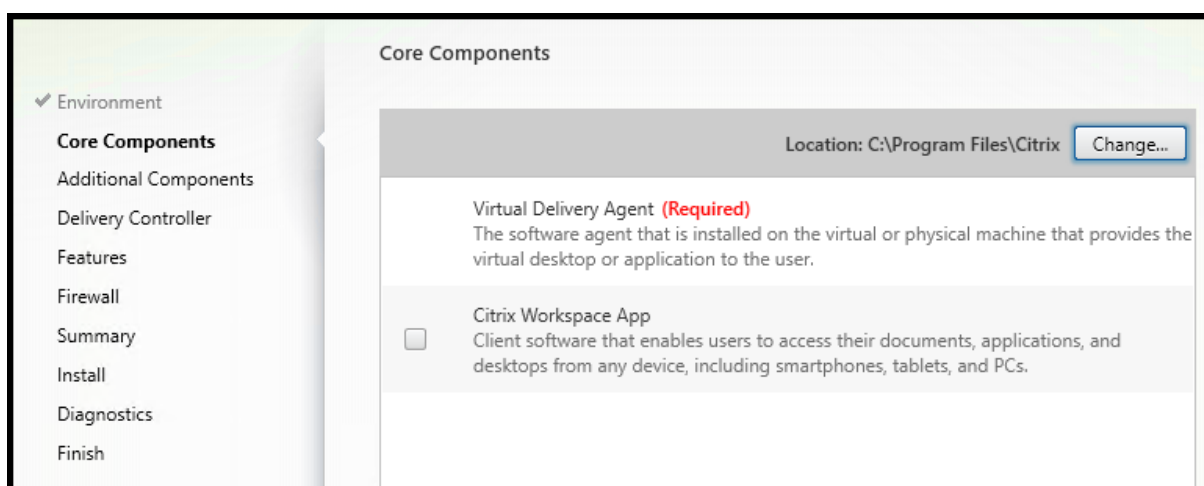 Core Components
Environment
Core Components
Additional Components
Delivery Controller
Features
Firewall
Summary
Install
Diagnostics
Finish
Location: C:\Program Files\Citrix Change...
Virtual Delivery Agent (Required)
The software agent that is installed on the virtual or physical machine that provides the
virtual desktop or application to the user.
Citrix Workspace App
Client software that enables users to access their documents, applications, and
desktops from any device, including smartphones, tablets, and PCs.